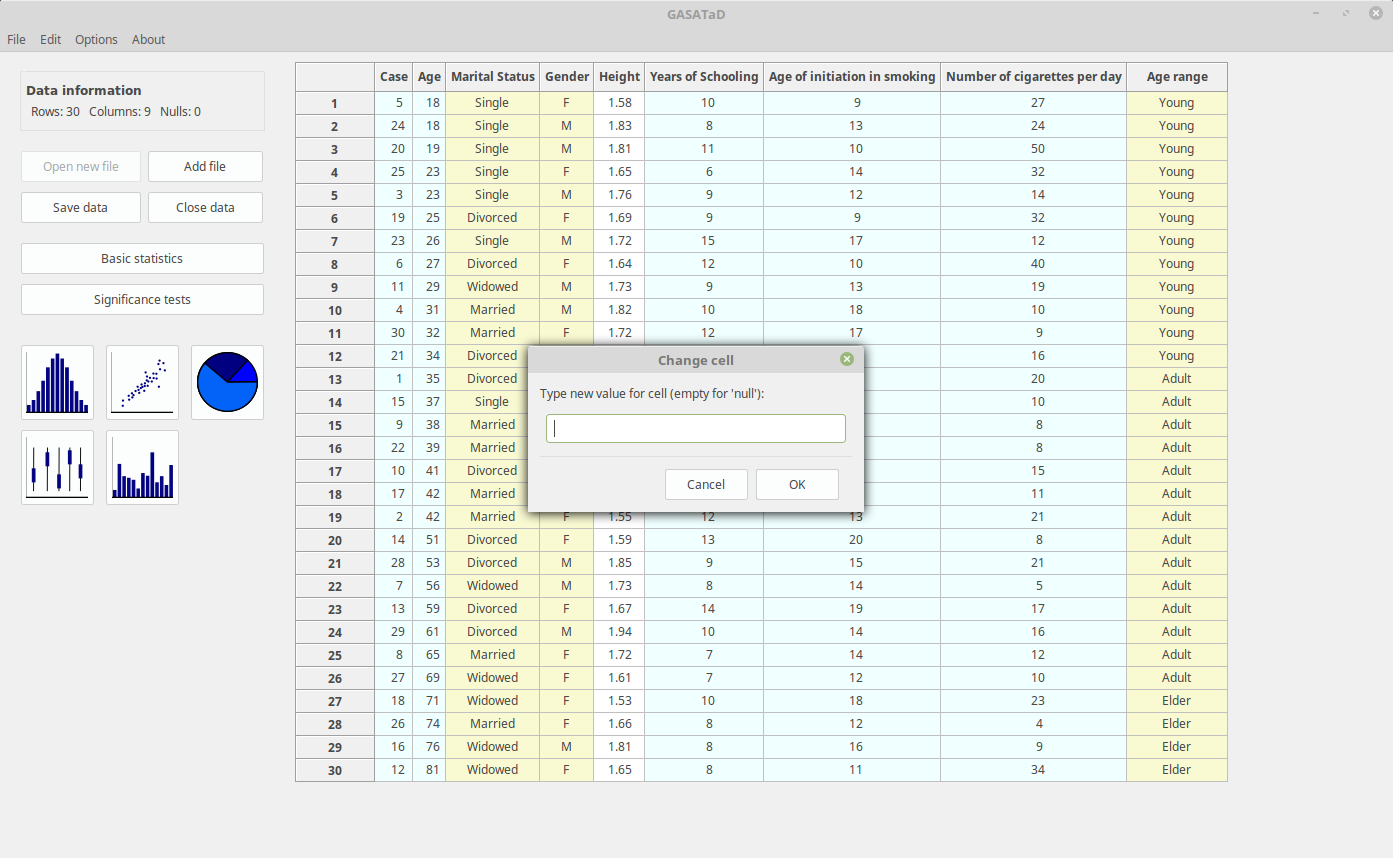 GASATaD
File Edit Options About
Data information
Rows: 30 Columns: 9 Nulls: 0
Open new file Add file
Save data Close data
Basic statistics
Significance tests
Case Age Marital Status Gender Height Years of Schooling Age of initiation in smoking Number of cigarettes per day Age range
1 5 18 Single F 1.58 10 9 27 Young
2 24 18 Single M 1.83 8 13 24 Young
3 20 19 Single M 1.81 11 10 50 Young
4 25 23 Single F 1.65 6 14 32 Young
5 3 23 Single M 1.76 9 12 14 Young
6 19 25 Divorced F 1.69 9 9 32 Young
7 23 26 Single M 1.72 15 17 12 Young
8 6 27 Divorced F 1.64 12 10 40 Young
9 11 29 Widowed M 1.73 9 13 19 Young
10 4 31 Married M 1.82 10 18 10 Young
11 30 32 Married F 1.72 12 17 9 Young
12 21 34 Divorced 16 Young
13 1 35 Divorced 20 Adult
14 15 37 Single 10 Adult
15 9 38 Married 8 Adult
16 22 39 Married 8 Adult
17 10 41 Divorced 15 Adult
18 17 42 Married 11 Adult
19 2 42 Married F 1.55 12 13 21 Adult
20 14 51 Divorced F 1.59 13 20 8 Adult
21 28 53 Divorced M 1.85 9 15 21 Adult
22 7 56 Widowed M 1.73 8 14 5 Adult
23 13 59 Divorced F 1.67 14 19 17 Adult
24 29 61 Divorced M 1.94 10 14 16 Adult
25 8 65 Married F 1.72 7 14 12 Adult
26 27 69 Widowed F 1.61 7 12 10 Adult
27 18 71 Widowed F 1.53 10 18 23 Elder
28 26 74 Married F 1.66 8 12 4 Elder
29 16 76 Widowed M 1.81 8 16 9 Elder
30 12 81 Widowed F 1.65 8 11 34 Elder
Change cell
Type new value for cell (empty for 'null'):
Cancel OK